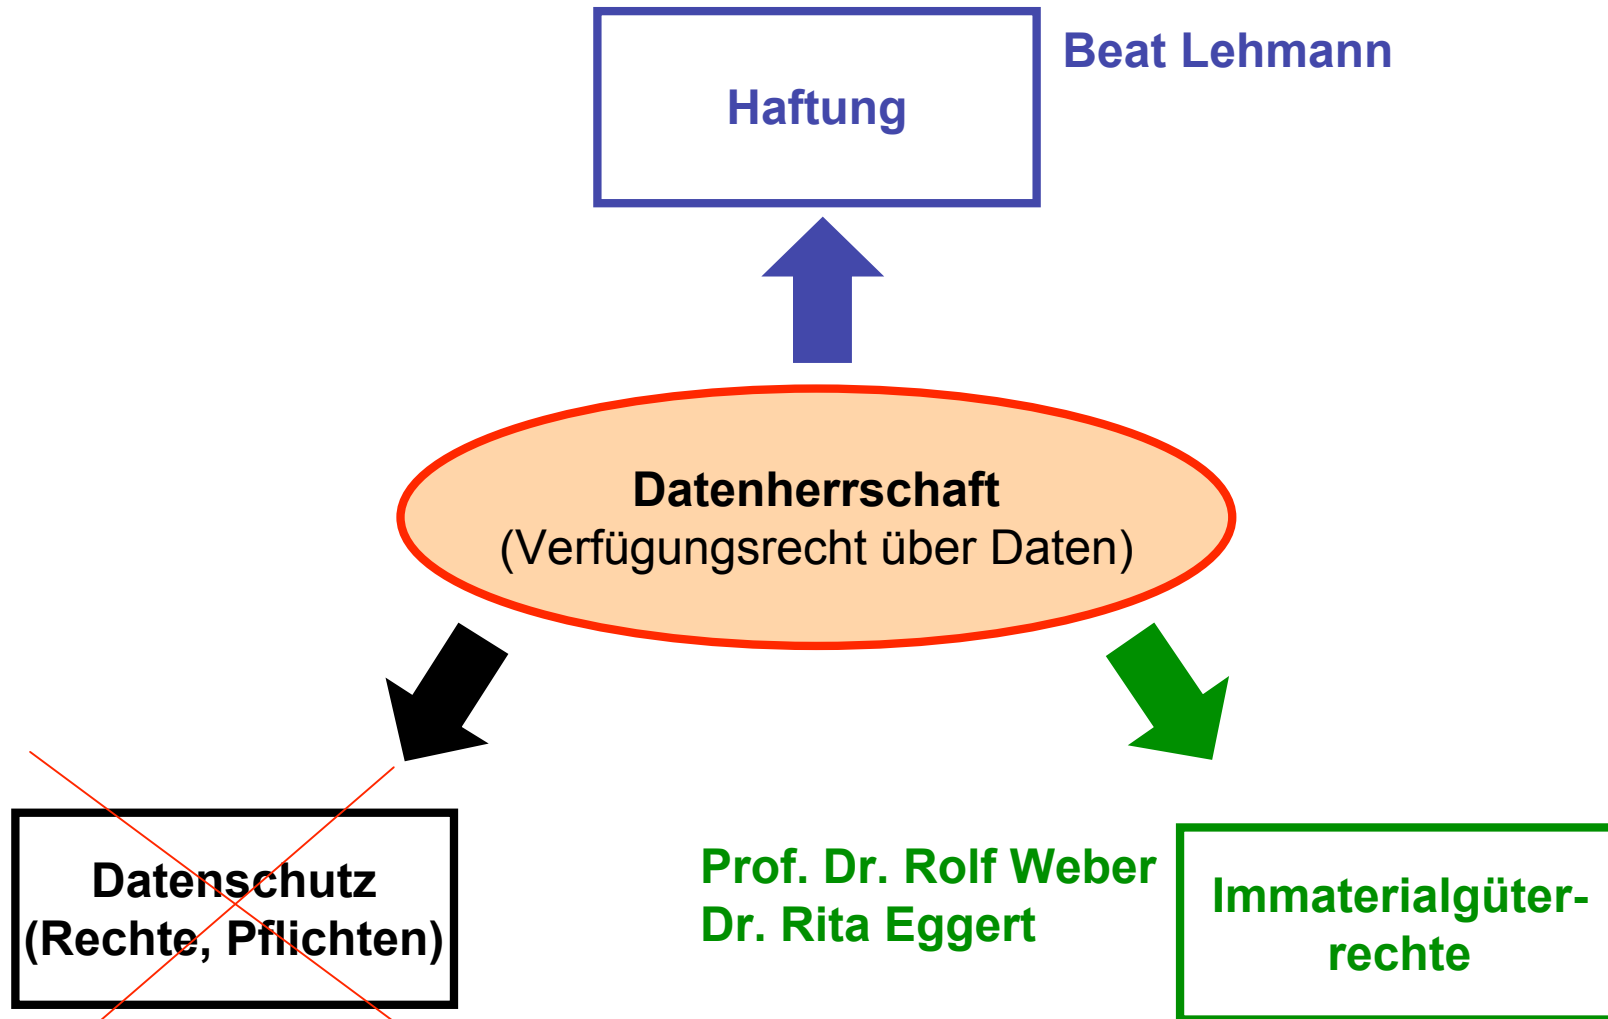 Haftung
Beat Lehmann
Datenherrschaft
(Verfügungsrecht über Daten)
Datenschutz
(Rechte, Pflichten)
Prof. Dr. Rolf Weber
Dr. Rita Eggert
Immaterialgüter-
rechte